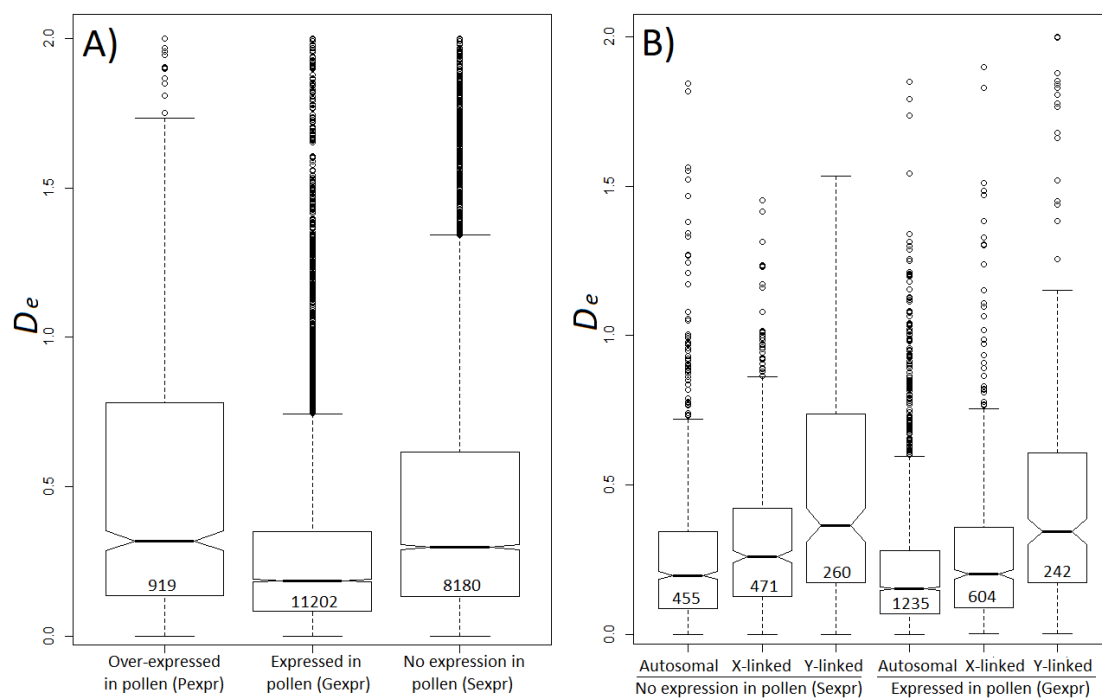 A)
De
2.0
1.5
1.0
0.5
0.0
919
11202
8180
Over-expressed
in pollen (Pexpr)
Expressed in
pollen (Gexpr)
No expression in
pollen (Sexpr)
B)
De
2.0
1.5
1.0
0.5
0.0
455
471
260
1235
604
242
Autosomal X-linked Y-linked Autosomal X-linked Y-linked
No expression in pollen (Sexpr) Expressed in pollen (Gexpr)